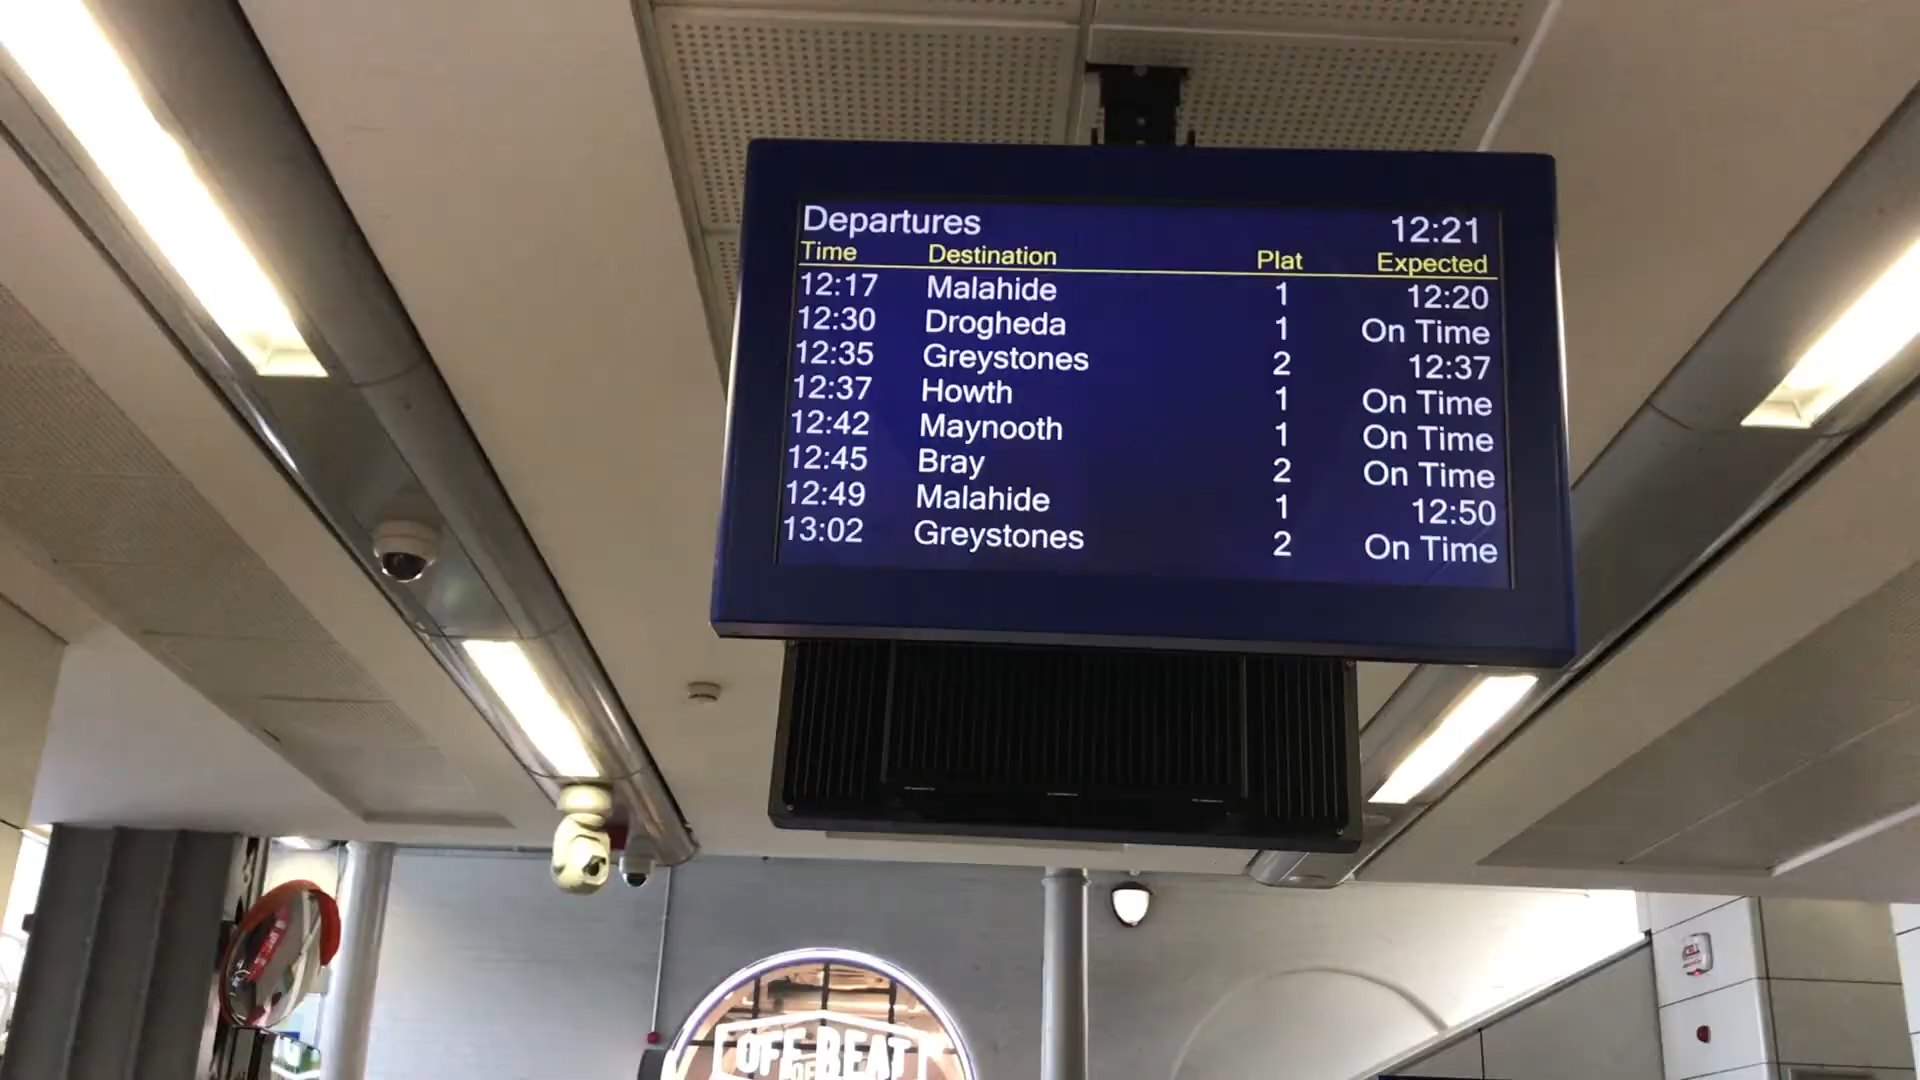 Departures 12:21
Time Destination Plat Expected
12:17 Malahide 1 12:20
12:30 Drogheda 1 On Time
12:35 Greystones 2 12:37
12:37 Howth 1 On Time
12:42 Maynooth 1 On Time
12:45 Bray 2 On Time
12:49 Malahide 1 12:50
13:02 Greystones 2 On Time
OFF BEAT